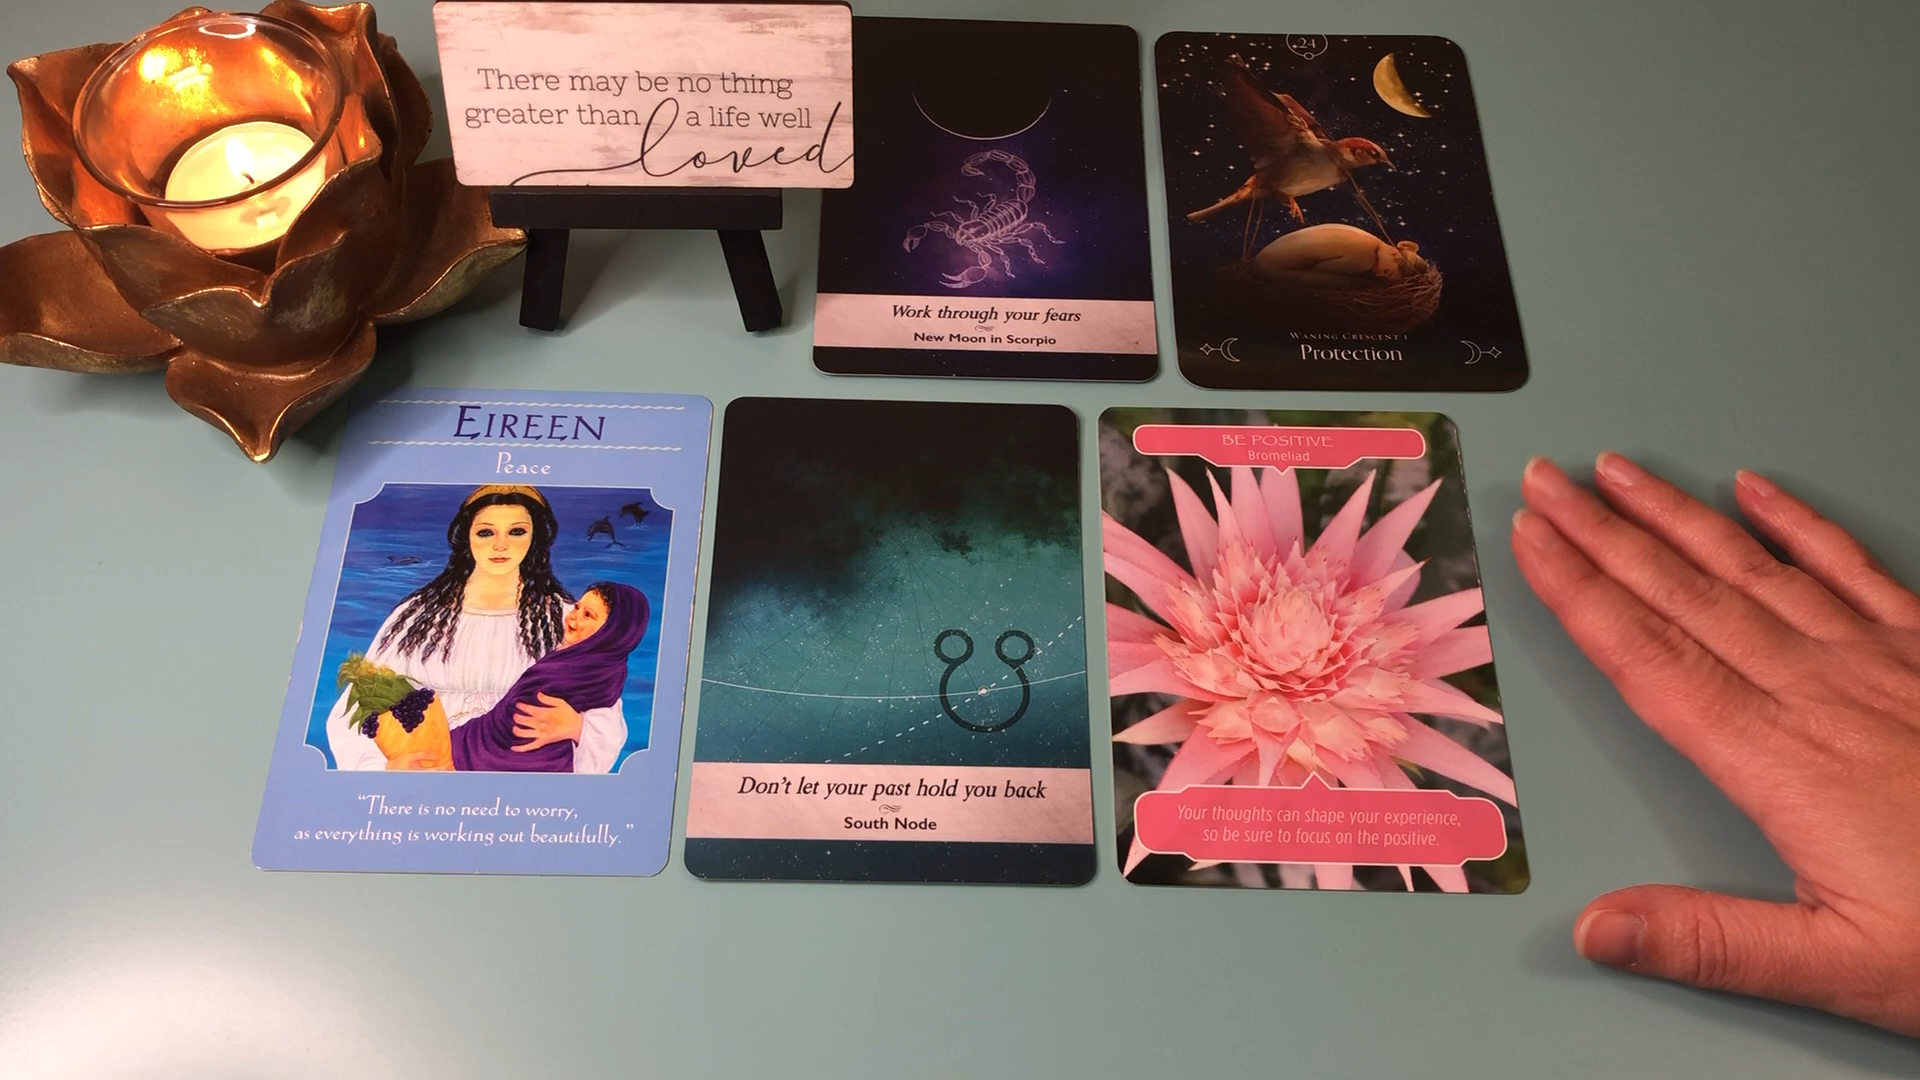 There may be no thing
greater than a life well
loved
Work through your fears
New Moon in Scorpio
24
WANING CRESCENT I
Protection
EIREEN
Peace
"There is no need to worry,
as everything is working out beautifully."
Don't let your past hold you back
South Node
BE POSITIVE
Bromeliad
Your thoughts can shape your experience,
so be sure to focus on the positive.